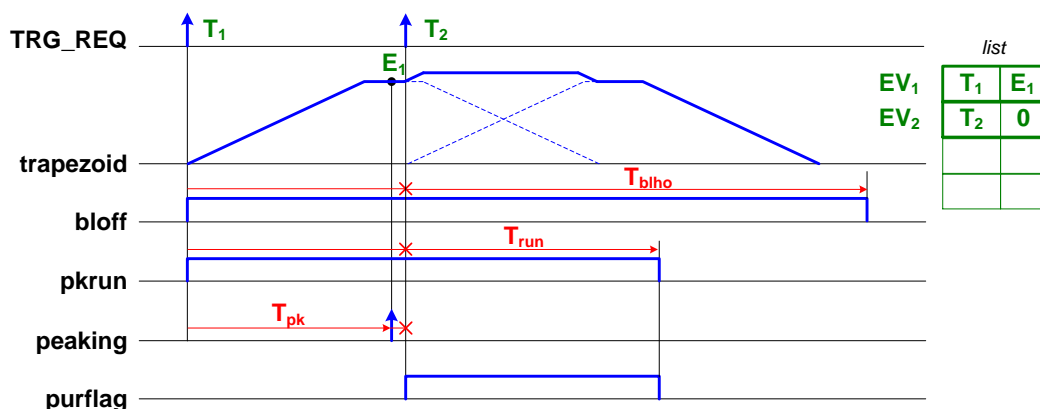 TRG_REQ T1 T2
list
E1
EV1 T1 E1
EV2 T2 0
trapezoid
Tblho
bloff
Trun
pkrun
Tpk
peaking
purflag